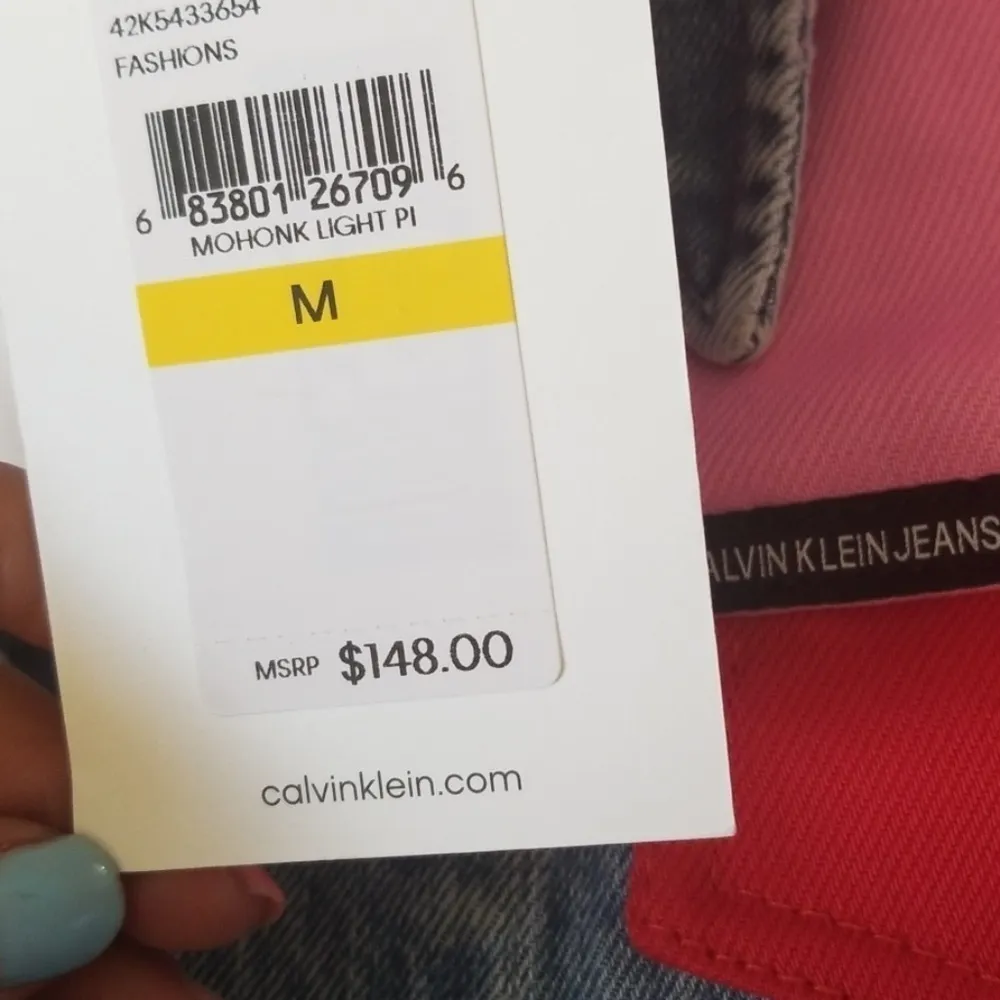 42K5433654
FASHIONS
6 83801 26709 6
MOHONK LIGHT PI
M
MSRP $148.00
calvinklein.com
ALVIN KLEIN JEANS